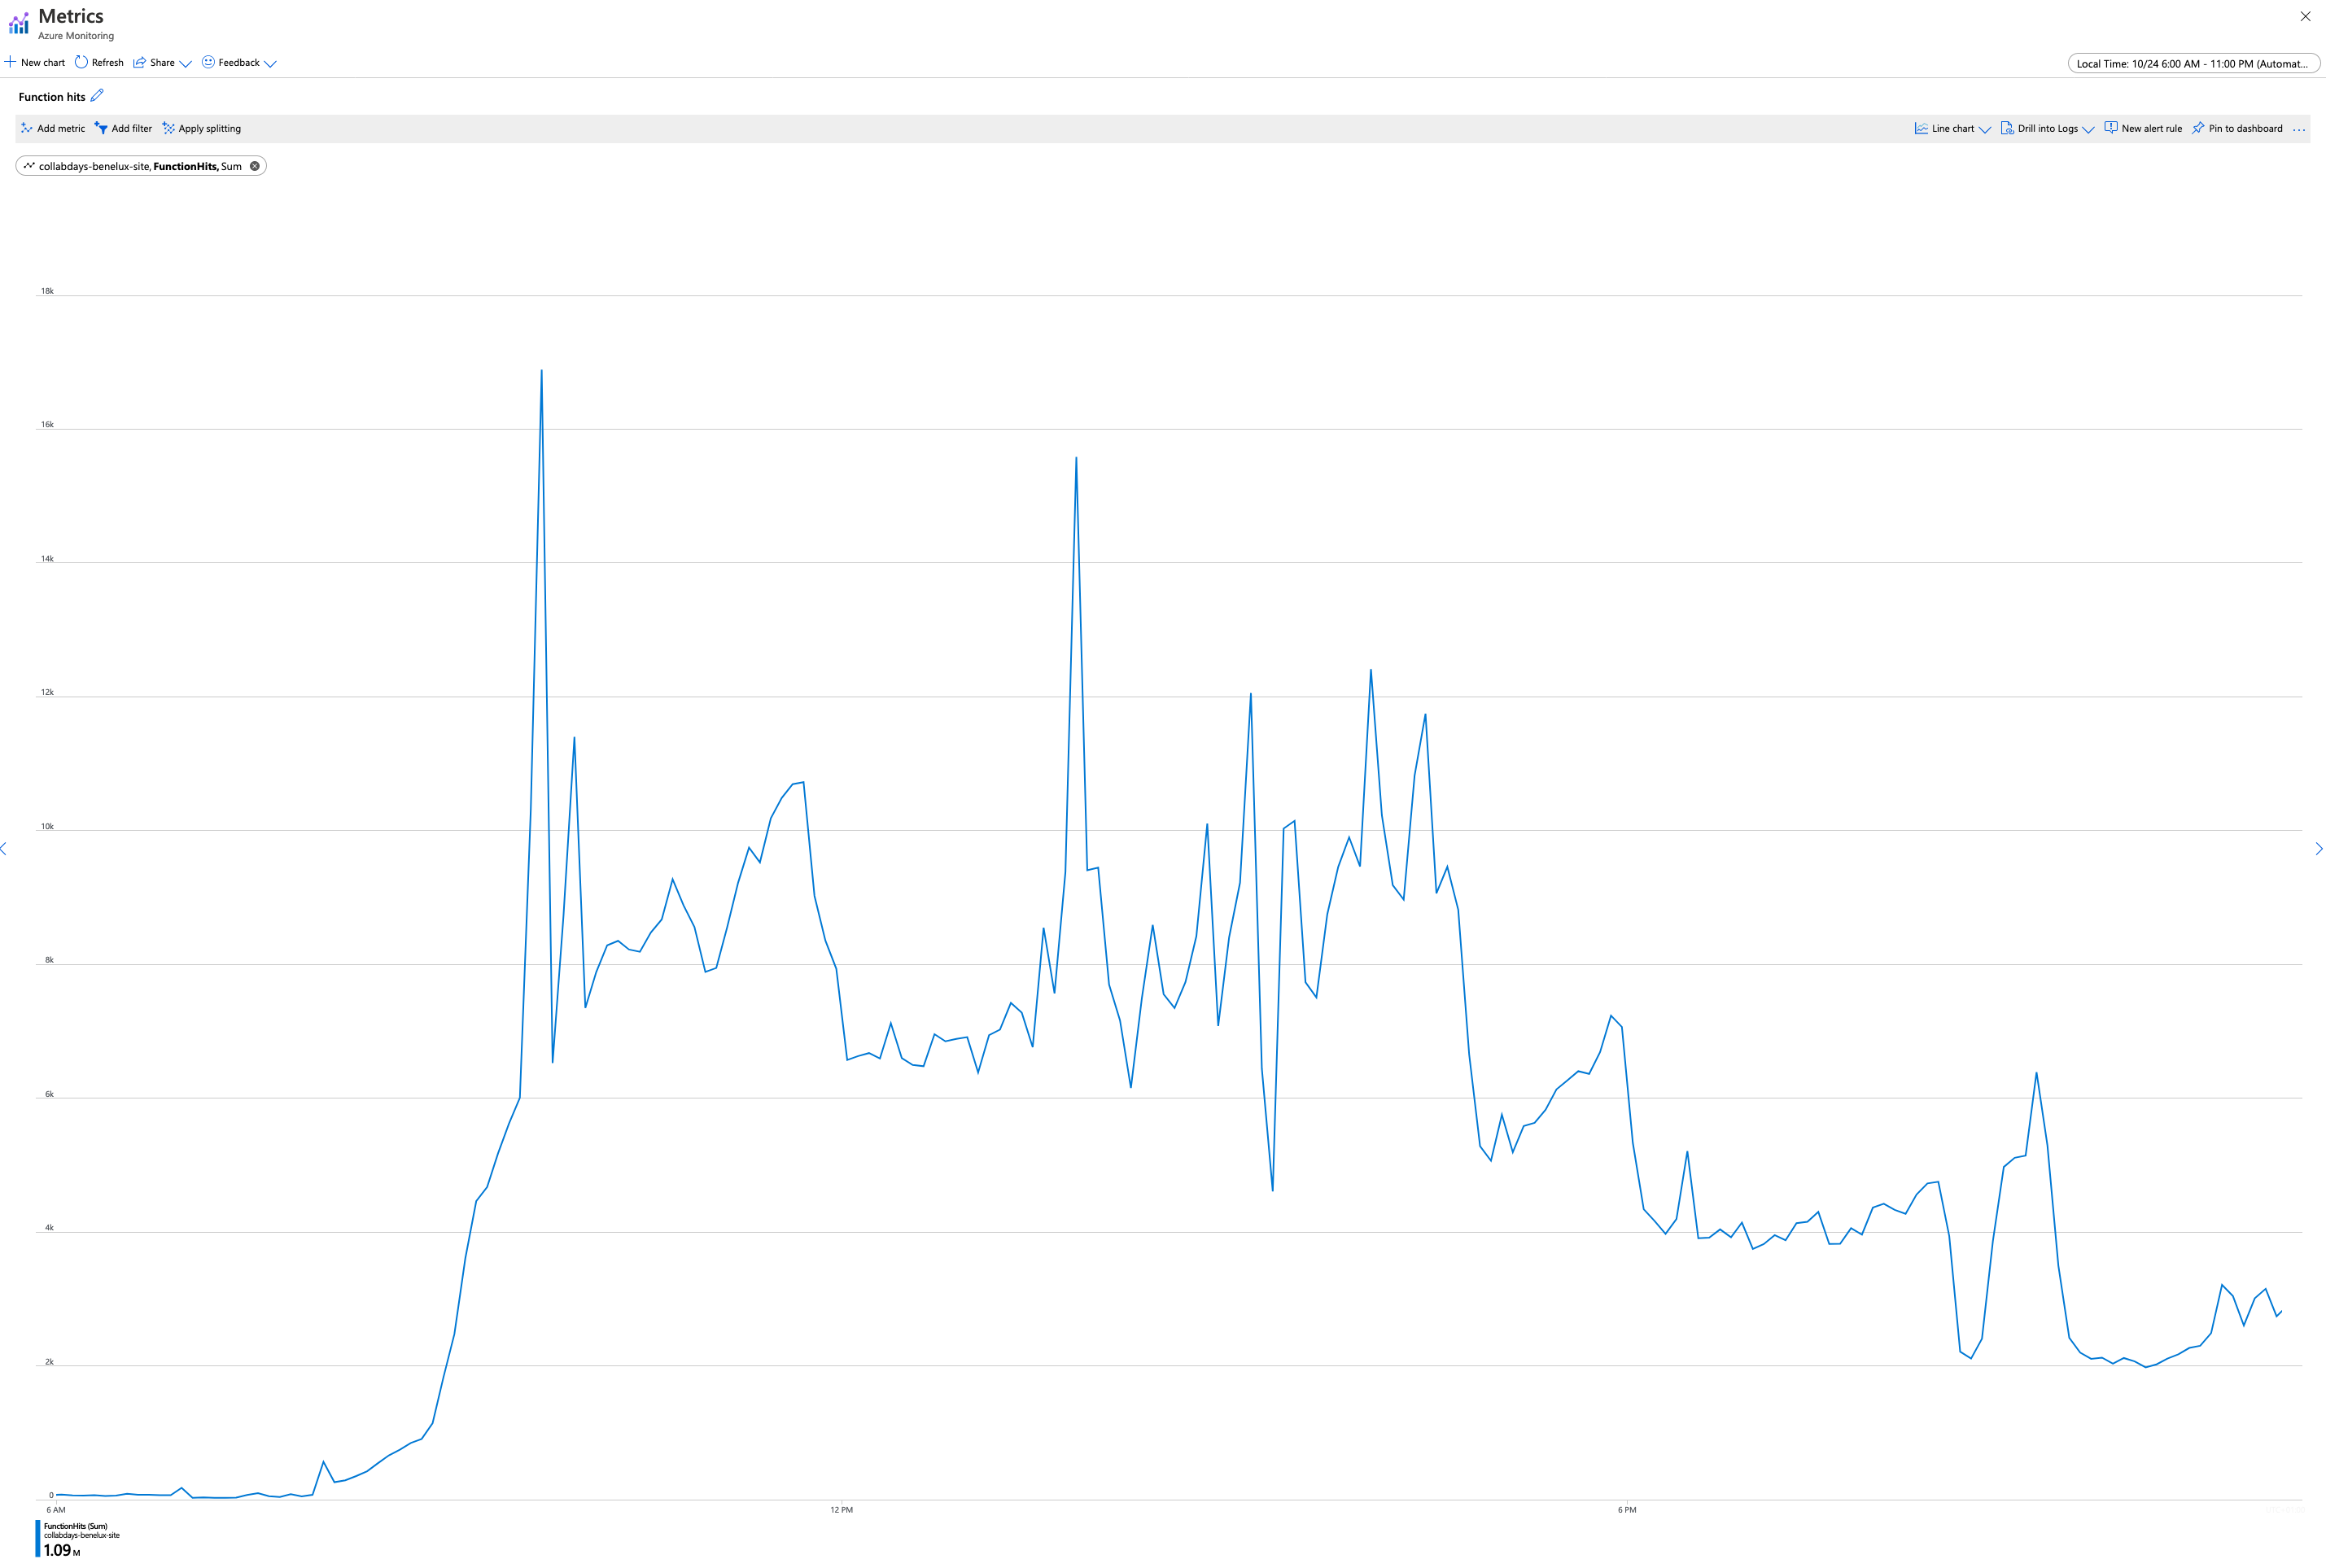 Metrics
Azure Monitoring
New chart Refresh Share Feedback
Local Time: 10/24 6:00 AM - 11:00 PM (Automat...
Function hits
Add metric Add filter Apply splitting
Line chart Drill into Logs New alert rule Pin to dashboard ...
collabdays-benelux-site, FunctionHits, Sum
18k
16k
14k
12k
10k
8k
6k
4k
2k
0
6 AM 12 PM 6 PM
FunctionHits (Sum)
collabdays-benelux-site
1.09 M